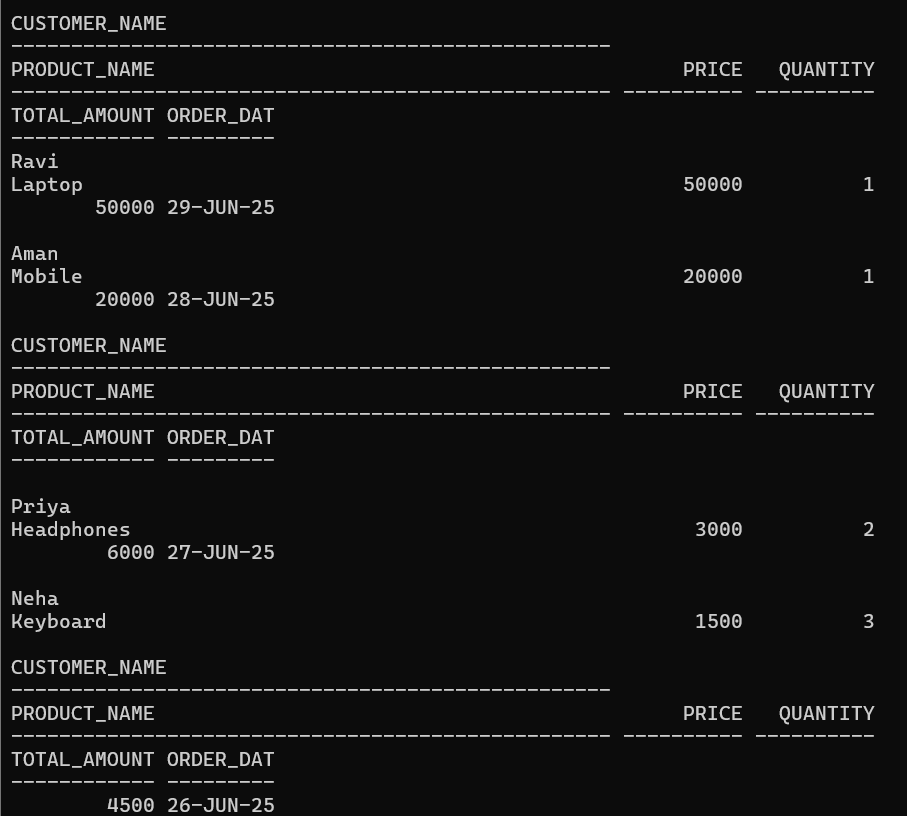 CUSTOMER_NAME
--------------------------------------------------
PRODUCT_NAME                                            PRICE   QUANTITY
-------------------------------------------------- ---------- ----------
TOTAL_AMOUNT ORDER_DAT
------------ ---------
Ravi
Laptop                                                  50000          1
       50000 29-JUN-25

Aman
Mobile                                                  20000          1
       20000 28-JUN-25

CUSTOMER_NAME
--------------------------------------------------
PRODUCT_NAME                                            PRICE   QUANTITY
-------------------------------------------------- ---------- ----------
TOTAL_AMOUNT ORDER_DAT
------------ ---------

Priya
Headphones                                               3000          2
        6000 27-JUN-25

Neha
Keyboard                                                 1500          3

CUSTOMER_NAME
--------------------------------------------------
PRODUCT_NAME                                            PRICE   QUANTITY
-------------------------------------------------- ---------- ----------
TOTAL_AMOUNT ORDER_DAT
------------ ---------
        4500 26-JUN-25